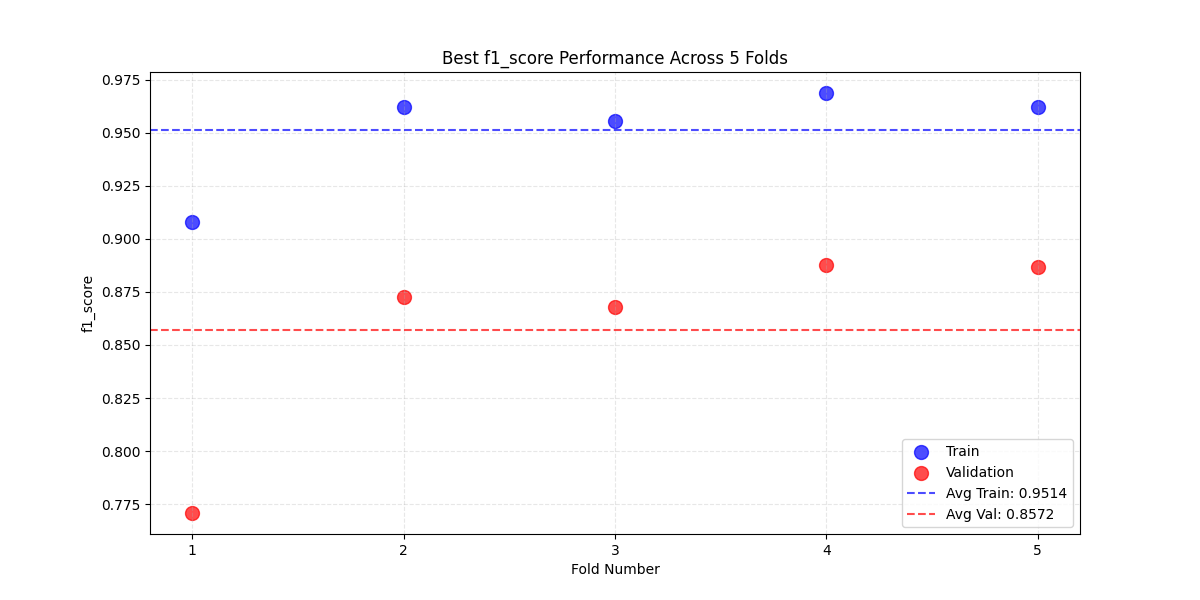 Best f1_score Performance Across 5 Folds
0.975
0.950
0.925
0.900
0.875
0.850
0.825
0.800
0.775
f1_score
1 2 3 4 5
Fold Number
Train
Validation
Avg Train: 0.9514
Avg Val: 0.8572